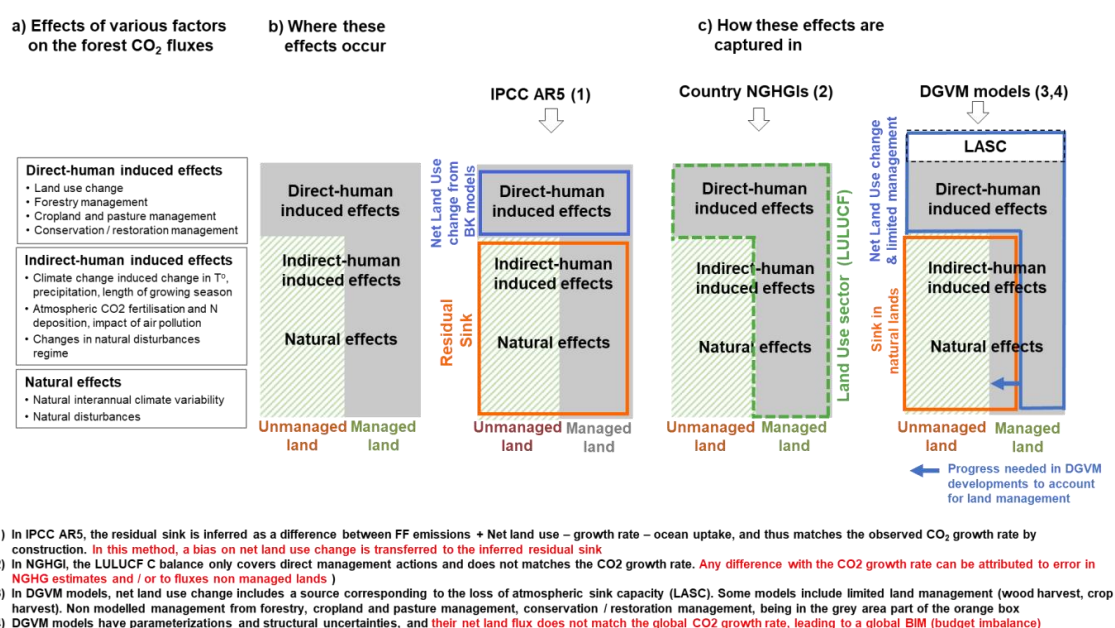 a) Effects of various factors
on the forest CO₂ fluxes
b) Where these
effects occur
c) How these effects are
captured in
IPCC AR5 (1)
Country NGHGIs (2)
DGVM models (3,4)
Direct-human induced effects
• Land use change
• Forestry management
• Cropland and pasture management
• Conservation / restoration management
Indirect-human induced effects
• Climate change induced change in Tº,
precipitation, length of growing season
• Atmospheric CO2 fertilisation and N
deposition, impact of air pollution
• Changes in natural disturbances
regime
Natural effects
• Natural interannual climate variability
• Natural disturbances
Direct-human
induced effects
Indirect-human
induced effects
Natural effects
Unmanaged
land
Managed
land
Net Land Use
change from
BK models
Residual
Sink
Direct-human
induced effects
Indirect-human
induced effects
Natural effects
Unmanaged
land
Managed
land
Direct-human
induced effects
Indirect-human
induced effects
Natural effects
Land Use sector (LULUCF)
Unmanaged
land
Managed
land
Net Land Use change
& limited management
Sink in
natural lands
LASC
Direct-human
induced effects
Indirect-human
induced effects
Natural effects
Unmanaged
land
Managed
land
Progress needed in DGVM
developments to account
for land management
) In IPCC AR5, the residual sink is inferred as a difference between FF emissions + Net land use – growth rate – ocean uptake, and thus matches the observed CO₂ growth rate by
construction. In this method, a bias on net land use change is transferred to the inferred residual sink
) In NGHGI, the LULUCF C balance only covers direct management actions and does not matches the CO2 growth rate. Any difference with the CO2 growth rate can be attributed to error in
NGHG estimates and / or to fluxes non managed lands )
) In DGVM models, net land use change includes a source corresponding to the loss of atmospheric sink capacity (LASC). Some models include limited land management (wood harvest, crop
harvest). Non modelled management from forestry, cropland and pasture management, conservation / restoration management, being in the grey area part of the orange box
) DGVM models have parameterizations and structural uncertainties, and their net land flux does not match the global CO2 growth rate, leading to a global BIM (budget imbalance)